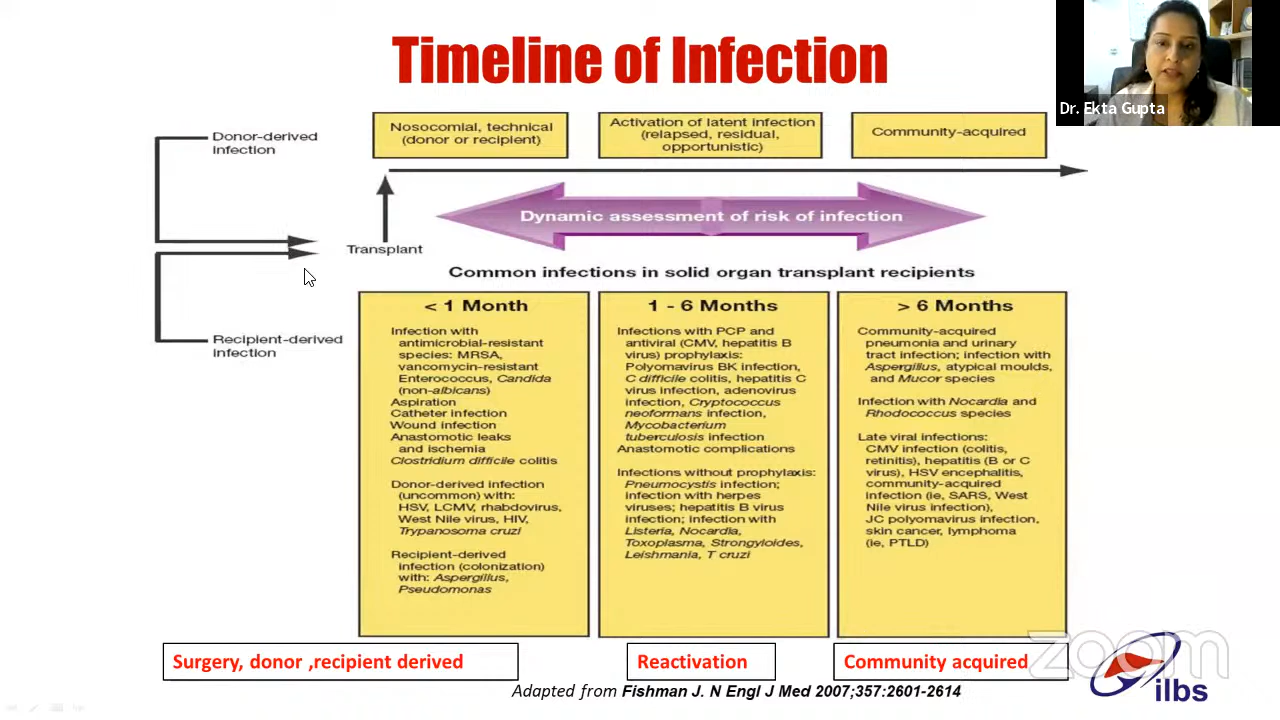 Timeline of Infection
Dr. Ekta Gupta
Donor-derived
infection
Nosocomial, technical
(donor or recipient)
Activation of latent infection
(relapsed, residual,
opportunistic)
Community-acquired
Dynamic assessment of risk of infection
Transplant
Common infections in solid organ transplant recipients
Recipient-derived
infection
< 1 Month
Infection with
antimicrobial-resistant
species: MRSA,
vancomycin-resistant
Enterococcus, Candida
(non-albicans)
Aspiration
Catheter infection
Wound infection
Anastomotic leaks
and ischemia
Clostridium difficile colitis
Donor-derived infection
(uncommon) with:
HSV, LCMV, rhabdovirus,
West Nile virus, HIV,
Trypanosoma cruzi
Recipient-derived
infection (colonization)
with: Aspergillus,
Pseudomonas
1 - 6 Months
Infections with PCP and
antiviral (CMV, hepatitis B
virus) prophylaxis:
Polyomavirus BK infection,
C difficile colitis, hepatitis C
virus infection, adenovirus
infection, Cryptococcus
neoformans infection,
Mycobacterium
tuberculosis infection
Anastomotic complications
Infections without prophylaxis:
Pneumocystis infection;
infection with herpes
viruses; hepatitis B virus
infection; infection with
Listeria, Nocardia,
Toxoplasma, Strongyloides,
Leishmania, T cruzi
> 6 Months
Community-acquired
pneumonia and urinary
tract infection; infection with
Aspergillus, atypical moulds,
and Mucor species
Infection with Nocardia and
Rhodococcus species
Late viral infections:
CMV infection (colitis,
retinitis), hepatitis (B or C
virus), HSV encephalitis,
community-acquired
infection (ie, SARS, West
Nile virus infection),
JC polyomavirus infection,
skin cancer, lymphoma
(ie, PTLD)
Surgery, donor ,recipient derived
Reactivation
Community acquired
zoom
ilbs
Adapted from Fishman J. N Engl J Med 2007;357:2601-2614